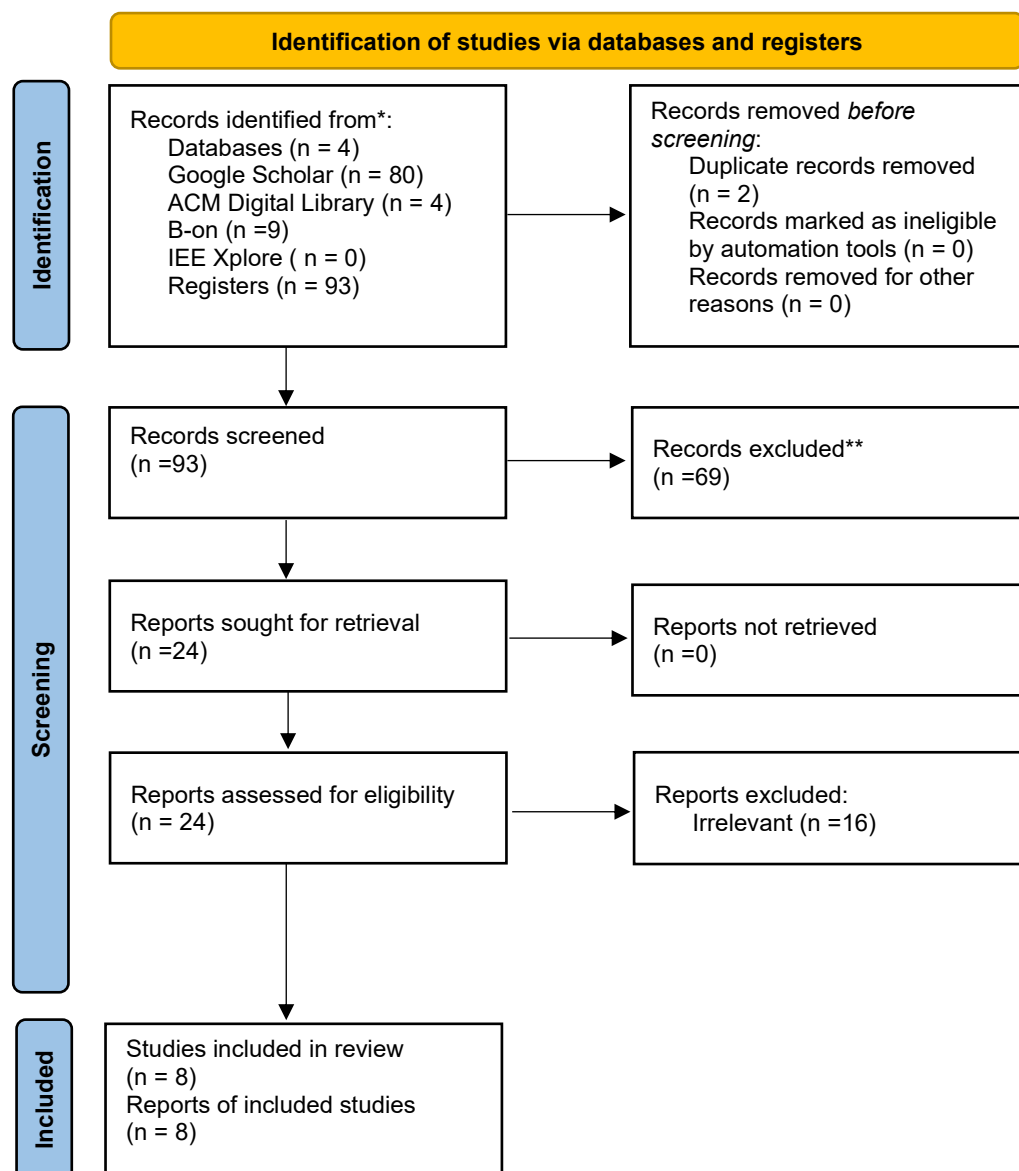 Identification of studies via databases and registers
Identification
Records identified from*:
Databases (n = 4)
Google Scholar (n = 80)
ACM Digital Library (n = 4)
B-on (n =9)
IEE Xplore ( n = 0)
Registers (n = 93)
Records removed before
screening:
Duplicate records removed
(n = 2)
Records marked as ineligible
by automation tools (n = 0)
Records removed for other
reasons (n = 0)
Screening
Records screened
(n =93)
Records excluded**
(n =69)
Reports sought for retrieval
(n =24)
Reports not retrieved
(n =0)
Reports assessed for eligibility
(n = 24)
Reports excluded:
Irrelevant (n =16)
Included
Studies included in review
(n = 8)
Reports of included studies
(n = 8)